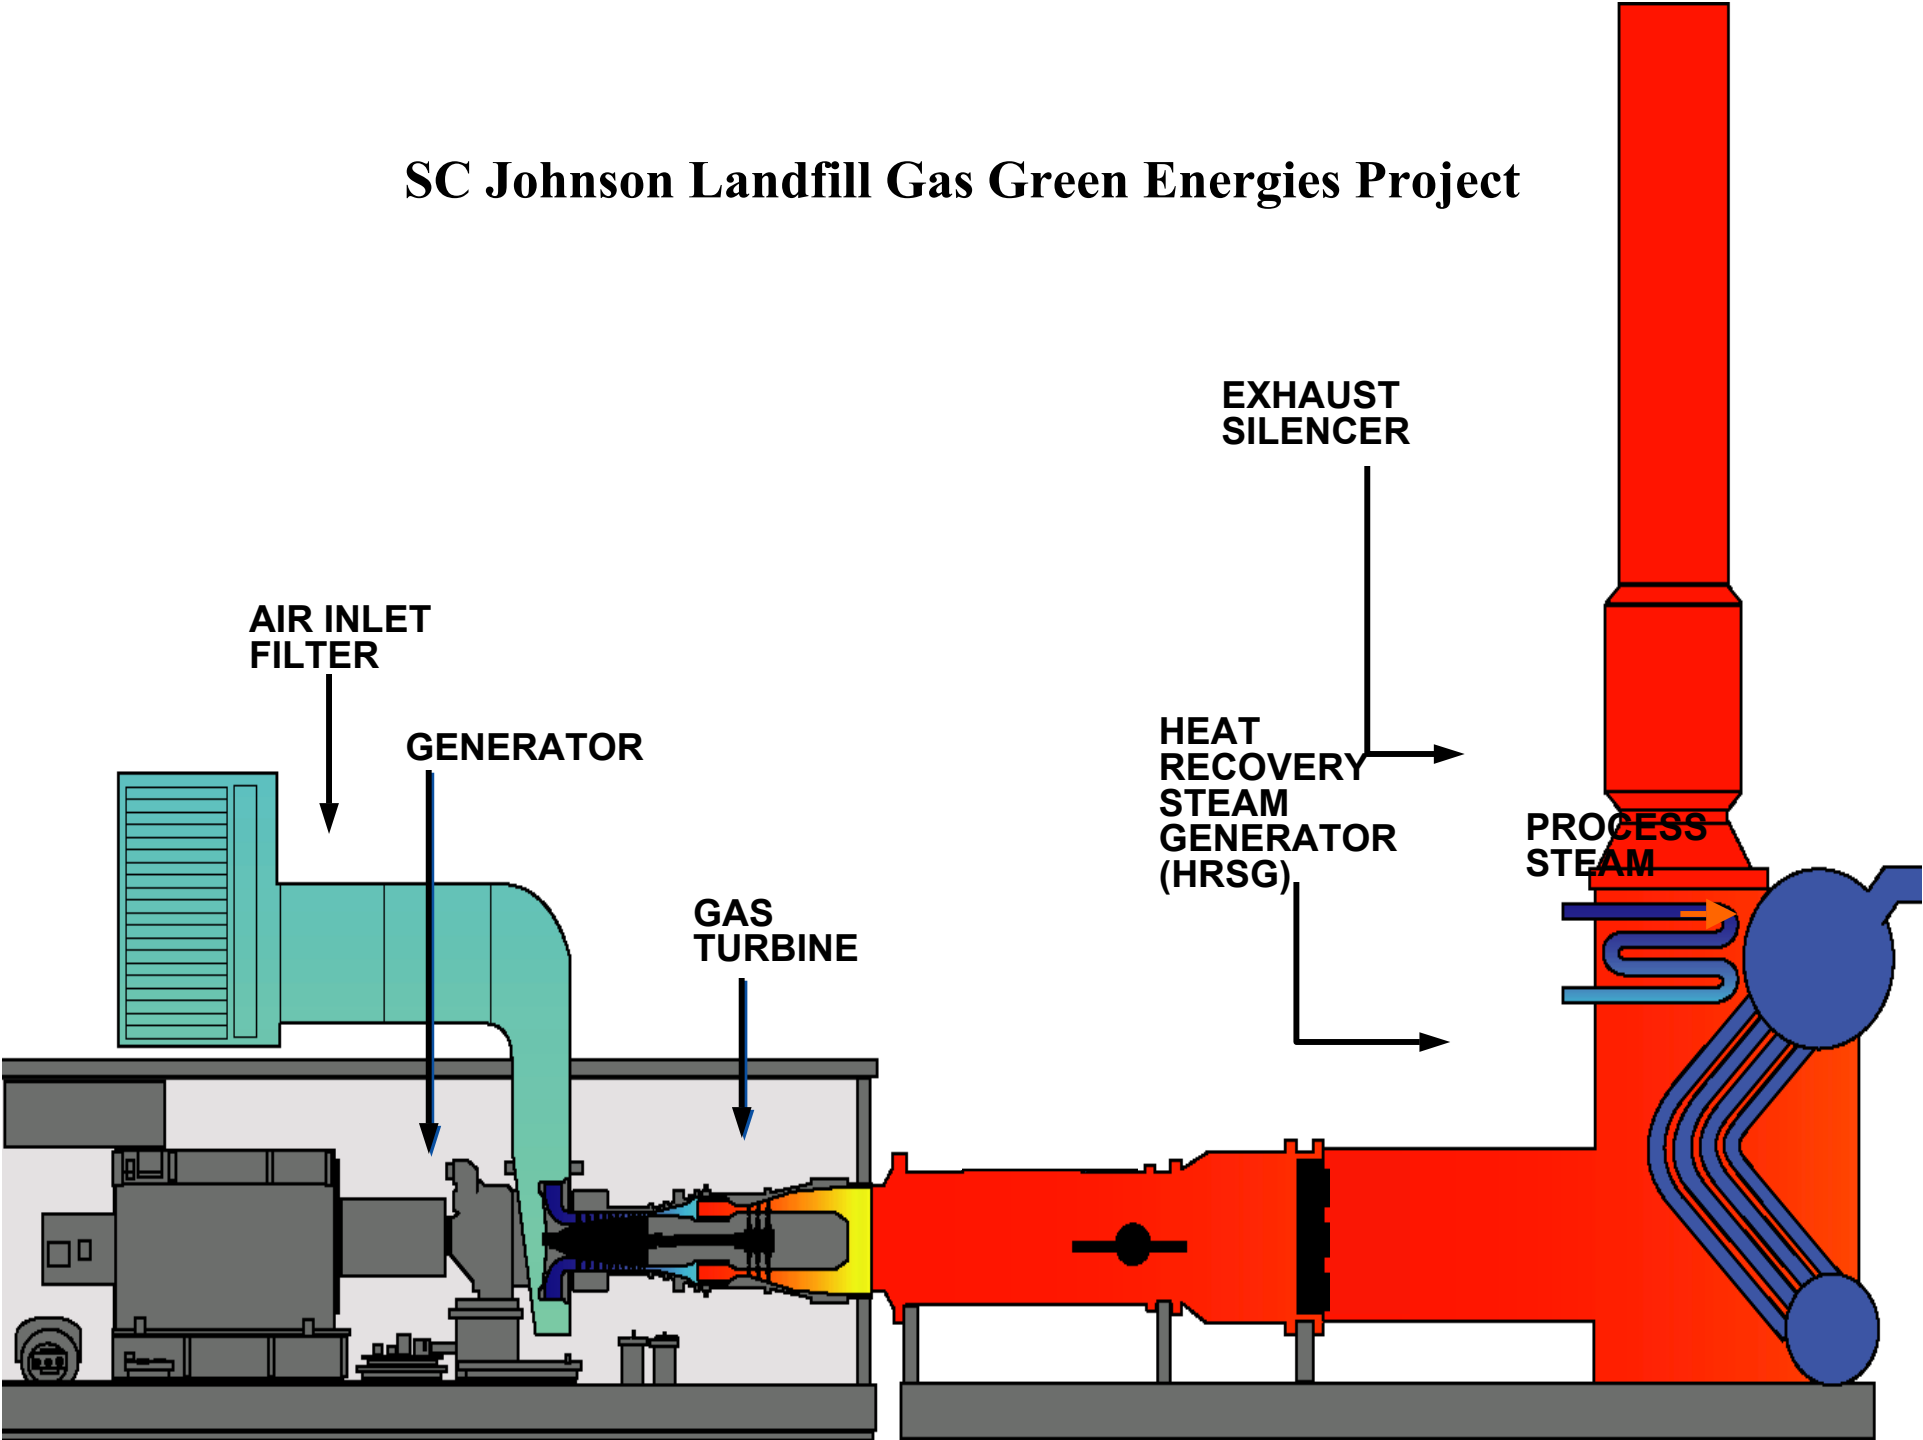 SC Johnson Landfill Gas Green Energies Project
EXHAUST
SILENCER
AIR INLET
FILTER
GENERATOR
HEAT
RECOVERY
STEAM
GENERATOR
(HRSG)
PROCESS
STEAM
GAS
TURBINE